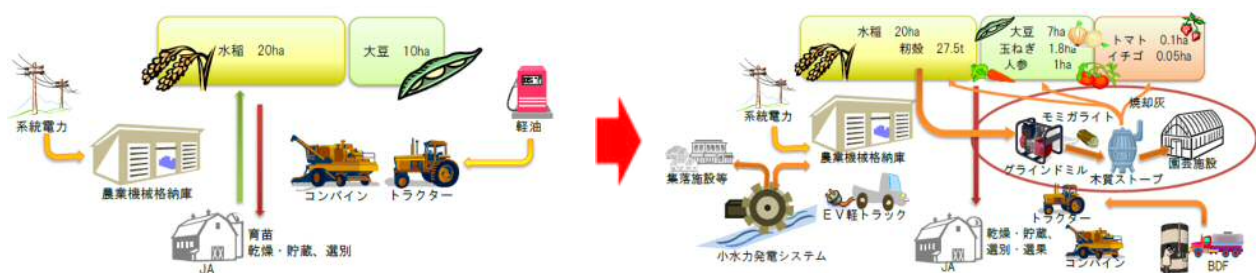 水稲 20ha
大豆 10ha
系統電力
農業機械格納庫
コンバイン
トラクター
軽油
育苗
乾燥・貯蔵、選別
JA
水稲 20ha
籾殻 27.5t
大豆 7ha
玉ねぎ 1.8ha
人参 1ha
トマト 0.1ha
イチゴ 0.05ha
系統電力
農業機械格納庫
集落施設等
EV軽トラック
小水力発電システム
焼却灰
モミガライト
グラインドミル
木質ストーブ
園芸施設
トラクター
乾燥・貯蔵、
選別・選果
JA
コンバイン
BDF